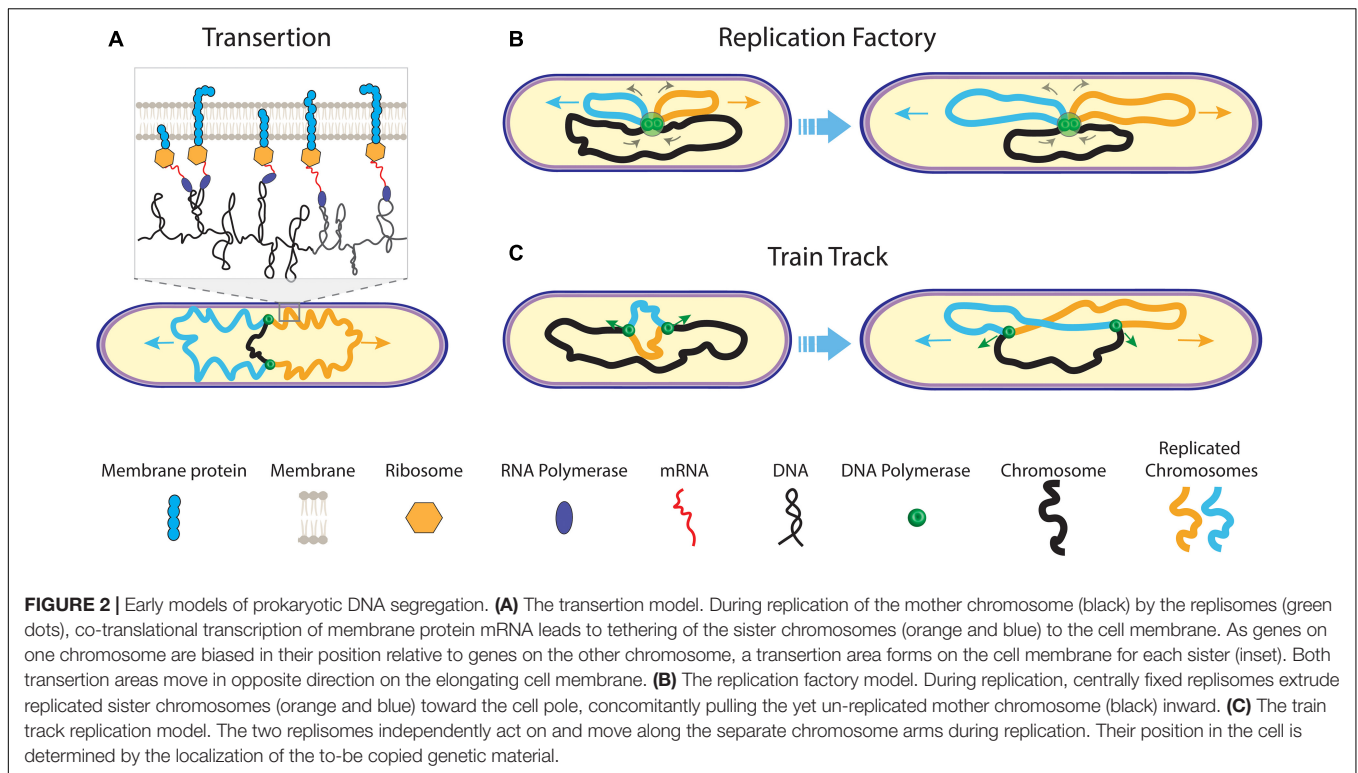 A
Transertion
B
Replication Factory
C
Train Track
Membrane protein
Membrane
Ribosome
RNA Polymerase
mRNA
DNA
DNA Polymerase
Chromosome
Replicated
Chromosomes
FIGURE 2 | Early models of prokaryotic DNA segregation. (A) The transertion model. During replication of the mother chromosome (black) by the replisomes (green
dots), co-translational transcription of membrane protein mRNA leads to tethering of the sister chromosomes (orange and blue) to the cell membrane. As genes on
one chromosome are biased in their position relative to genes on the other chromosome, a transertion area forms on the cell membrane for each sister (inset). Both
transertion areas move in opposite direction on the elongating cell membrane. (B) The replication factory model. During replication, centrally fixed replisomes extrude
replicated sister chromosomes (orange and blue) toward the cell pole, concomitantly pulling the yet un-replicated mother chromosome (black) inward. (C) The train
track replication model. The two replisomes independently act on and move along the separate chromosome arms during replication. Their position in the cell is
determined by the localization of the to-be copied genetic material.